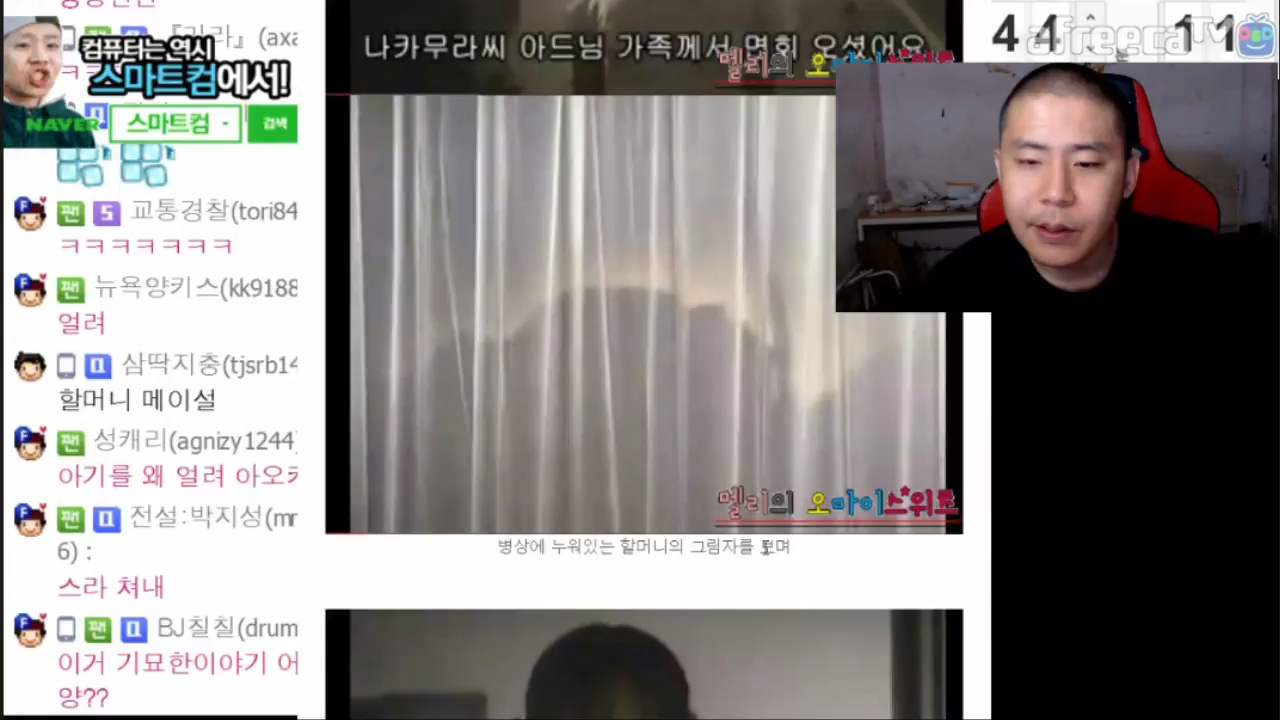 컴퓨터는 역시
스마트컴에서!
NAVER 스마트컴 검색
교통경찰(tori84
ㅋㅋㅋㅋㅋㅋㅋ
뉴욕양키스(kk9188
얼려
삼딱지충(tjsrb14
할머니 메이설
성캐리(agnizy1244)
아기를 왜 얼려 아오ㅋ
전설:박지성(mr
6) :
스라 쳐내
BJ칠칠(drum
이거 기묘한이야기 어
양??
나카무라씨 아드님 가족께서 면회 오셨어요
멜리의 오마이스위트
멜리의 오마이스위트
병상에 누워있는 할머니의 그림자를 보며
44 11
afreecaTV